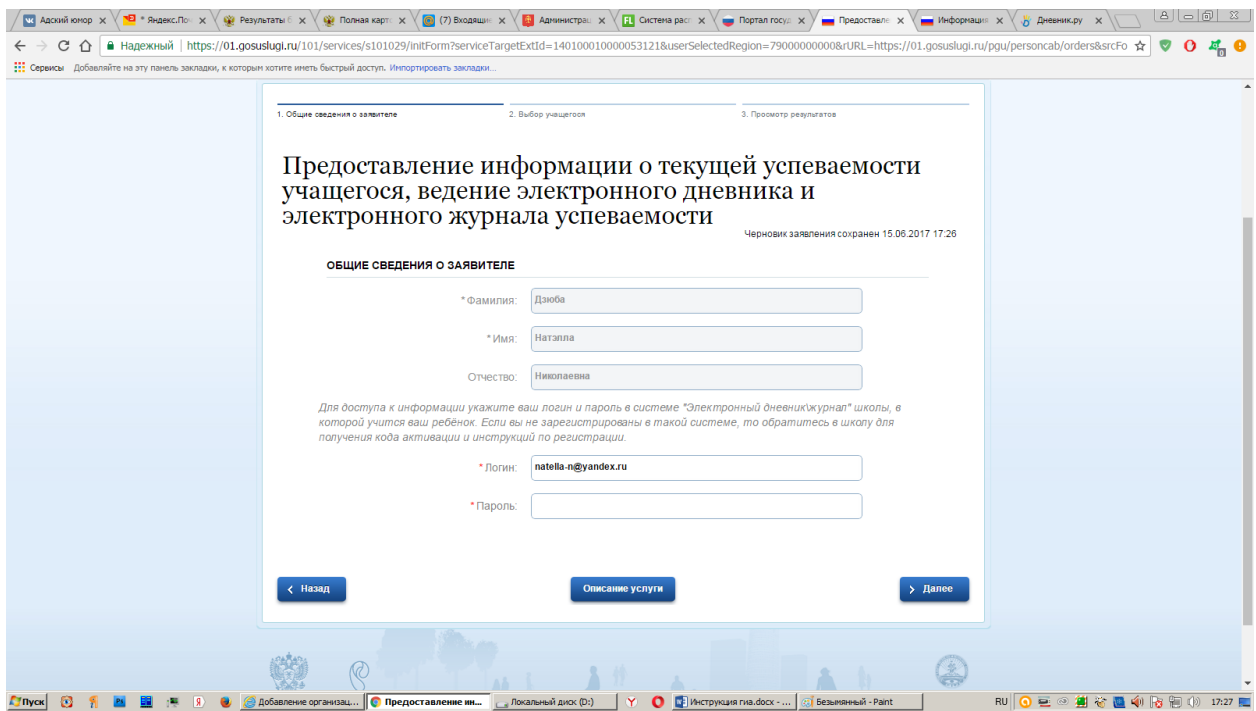 Адский юмор
* Яндекс.Поч
Результаты б
Полная карто
(7) Входящие
Администрац
Система расп
Портал госуд
Предоставле
Информация
Дневник.ру
Надежный | https://01.gosuslugi.ru/101/services/s101029/initForm?serviceTargetExtId=140100010000053121&userSelectedRegion=79000000000&rURL=https://01.gosuslugi.ru/pgu/personcab/orders&srcFo
Сервисы Добавляйте на эту панель закладки, к которым хотите иметь быстрый доступ. Импортировать закладки...
1. Общие сведения о заявителе 2. Выбор учащегося 3. Просмотр результатов
Предоставление информации о текущей успеваемости
учащегося, ведение электронного дневника и
электронного журнала успеваемости
Черновик заявления сохранен 15.06.2017 17:26
ОБЩИЕ СВЕДЕНИЯ О ЗАЯВИТЕЛЕ
* Фамилия: Дзюба
* Имя: Натэлла
Отчество: Николаевна
Для доступа к информации укажите ваш логин и пароль в системе "Электронный дневник\журнал" школы, в
которой учится ваш ребёнок. Если вы не зарегистрированы в такой системе, то обратитесь в школу для
получения кода активации и инструкций по регистрации.
* Логин: natella-n@yandex.ru
* Пароль:
Назад Описание услуги Далее
Пуск Добавление организац... Предоставление ин... Локальный диск (D:) Инструкция гиа.docx - ... Безымянный - Paint RU 17:27